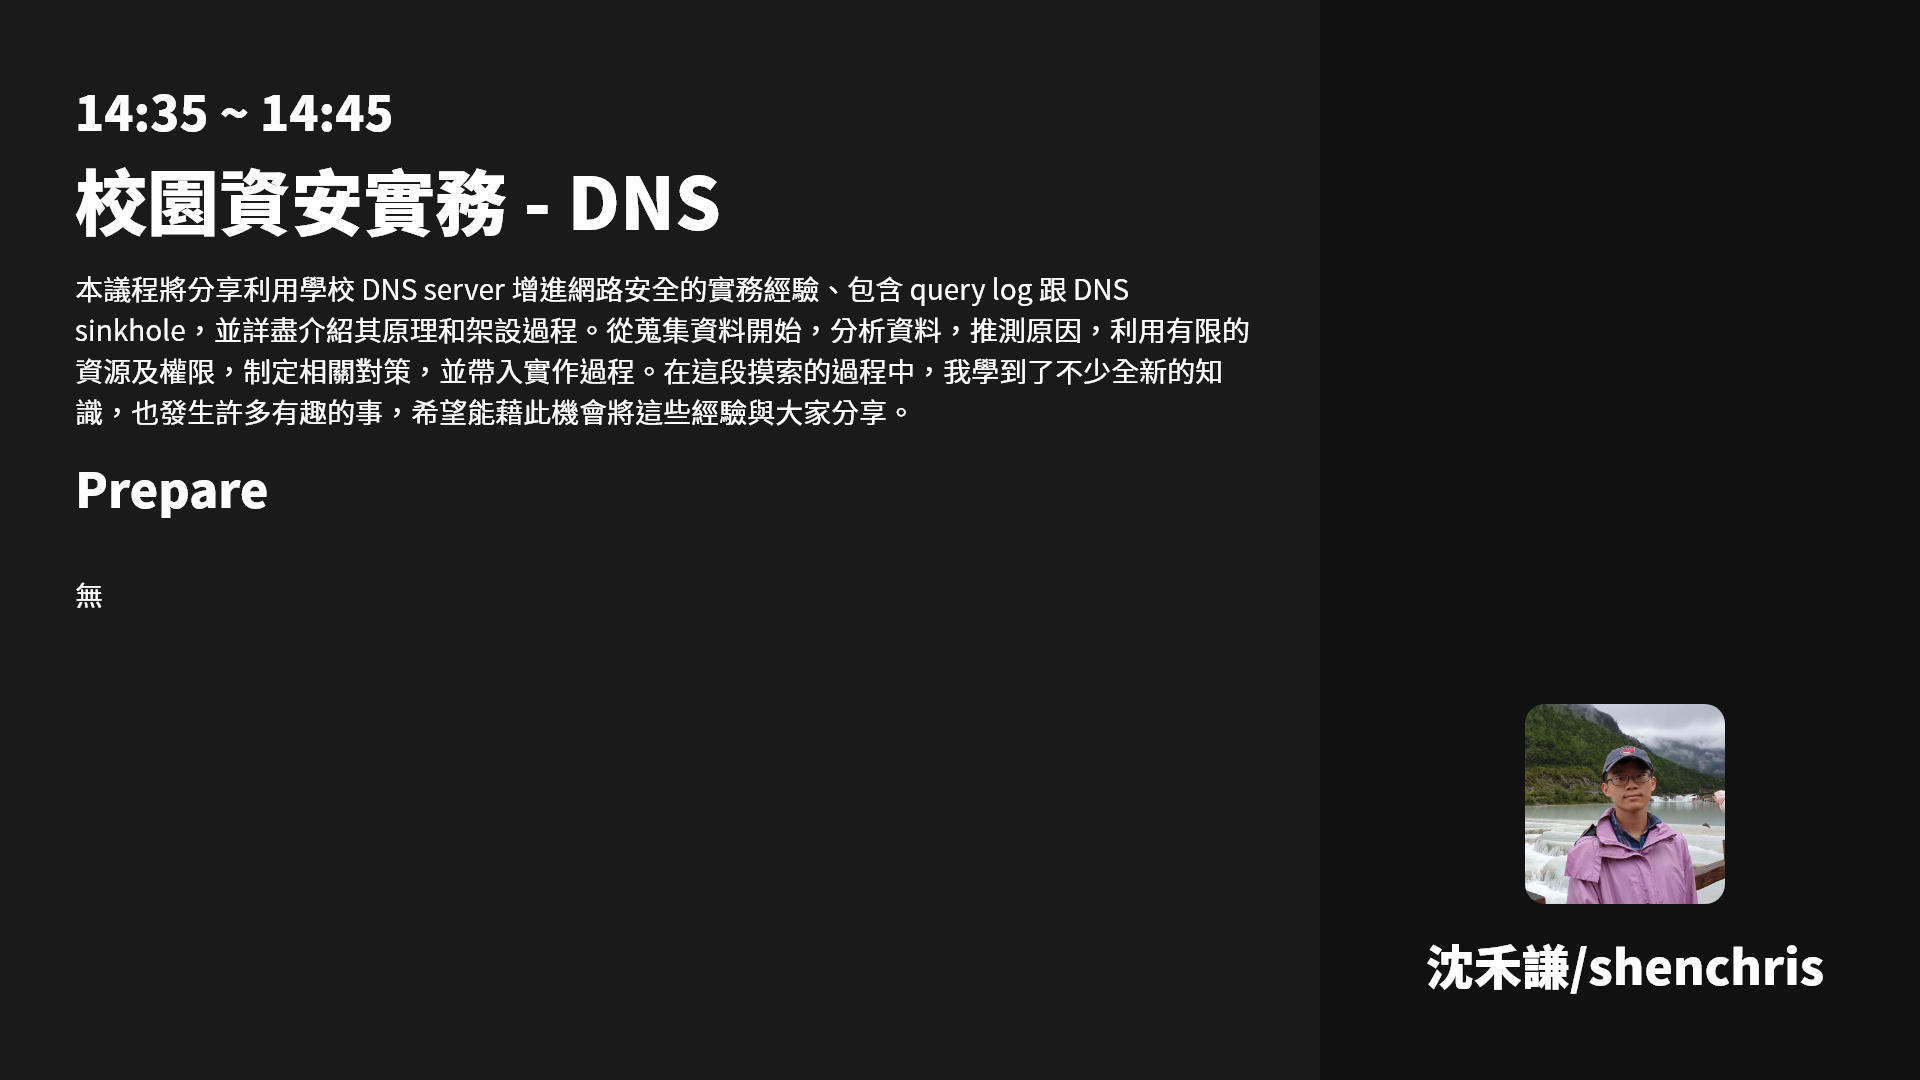 14:35 ~ 14:45
校園資安實務 - DNS
本議程將分享利用學校 DNS server 增進網路安全的實務經驗、包含 query log 跟 DNS
sinkhole，並詳盡介紹其原理和架設過程。從蒐集資料開始，分析資料，推測原因，利用有限的
資源及權限，制定相關對策，並帶入實作過程。在這段摸索的過程中，我學到了不少全新的知
識，也發生許多有趣的事，希望能藉此機會將這些經驗與大家分享。
Prepare
無
沈禾謙/shenchris